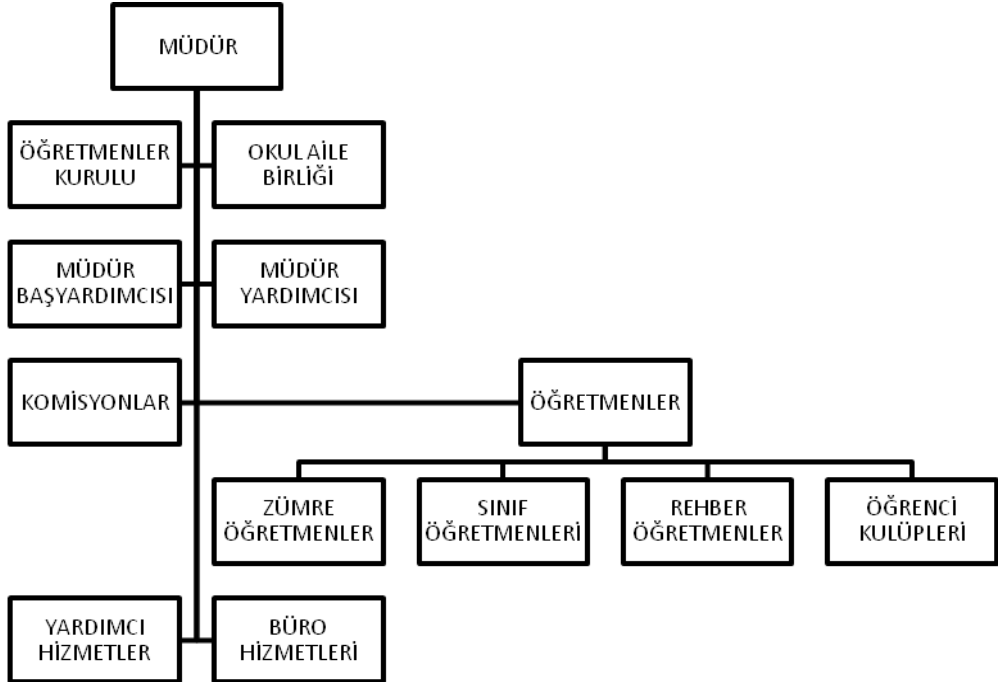 MÜDÜR
ÖĞRETMENLER
KURULU
OKUL AİLE
BİRLİĞİ
MÜDÜR
BAŞYARDIMCISI
MÜDÜR
YARDIMCISI
KOMİSYONLAR
ÖĞRETMENLER
ZÜMRE
ÖĞRETMENLER
SINIF
ÖĞRETMENLERİ
REHBER
ÖĞRETMENLER
ÖĞRENCİ
KULÜPLERİ
YARDIMCI
HİZMETLER
BÜRO
HİZMETLERİ